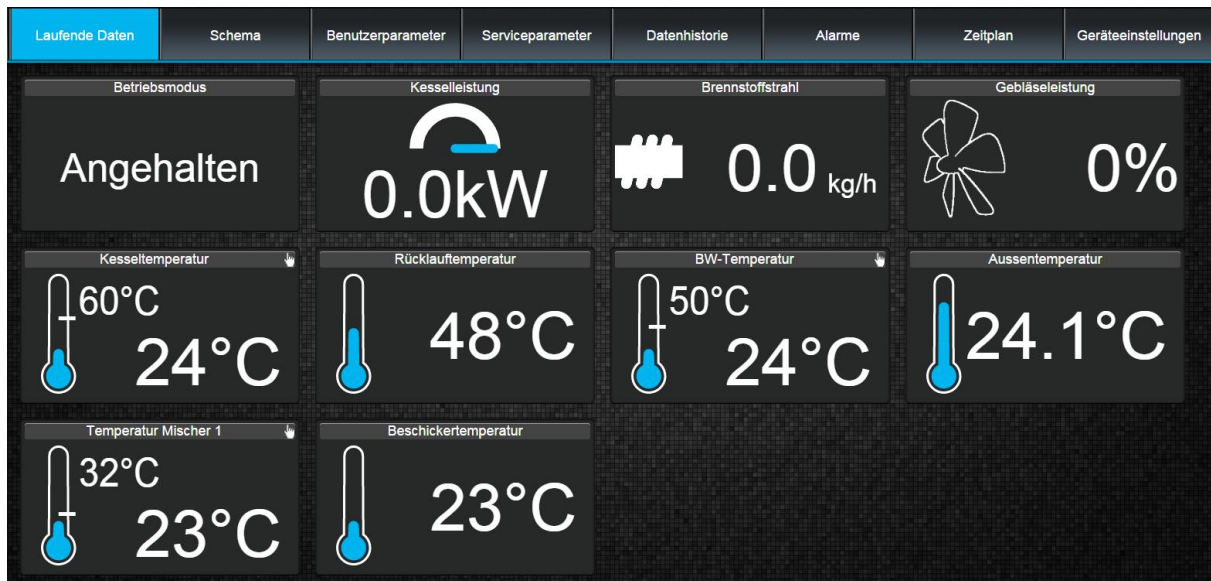 Laufende Daten
Schema
Benutzerparameter
Serviceparameter
Datenhistorie
Alarme
Zeitplan
Geräteeinstellungen
Betriebsmodus
Kesselleistung
Brennstoffstrahl
Gebläseleistung
Angehalten
0.0kW
0.0 kg/h
0%
Kesseltemperatur
Rücklauftemperatur
BW-Temperatur
Aussentemperatur
60°C
24°C
48°C
50°C
24°C
24.1°C
Temperatur Mischer 1
Beschickertemperatur
32°C
23°C
23°C